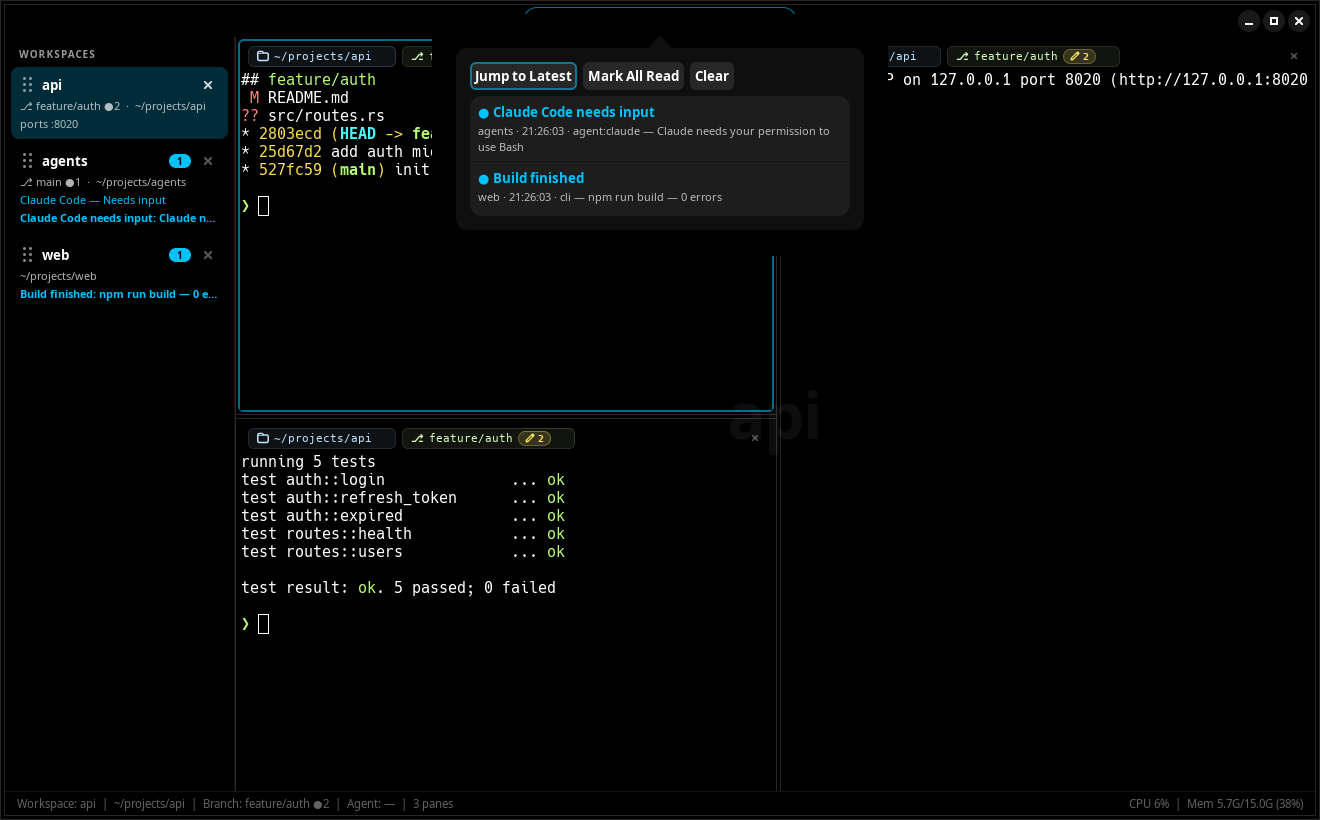 WORKSPACES
api
feature/auth ●2 · ~/projects/api
ports :8020
agents 1
main ●1 · ~/projects/agents
Claude Code — Needs input
Claude Code needs input: Claude n...
web 1
~/projects/web
Build finished: npm run build — 0 e...
~/projects/api
## feature/auth
M README.md
?? src/routes.rs
* 2803ecd (HEAD -> fea
* 25d67d2 add auth mi
* 527fc59 (main) init
❯
Jump to Latest Mark All Read Clear
● Claude Code needs input
agents · 21:26:03 · agent:claude — Claude needs your permission to
use Bash
● Build finished
web · 21:26:03 · cli — npm run build — 0 errors
/api feature/auth 2
P on 127.0.0.1 port 8020 (http://127.0.0.1:8020
api
~/projects/api feature/auth 2
running 5 tests
test auth::login ... ok
test auth::refresh_token ... ok
test auth::expired ... ok
test routes::health ... ok
test routes::users ... ok
test result: ok. 5 passed; 0 failed
❯
Workspace: api | ~/projects/api | Branch: feature/auth ●2 | Agent: — | 3 panes
CPU 6% | Mem 5.7G/15.0G (38%)